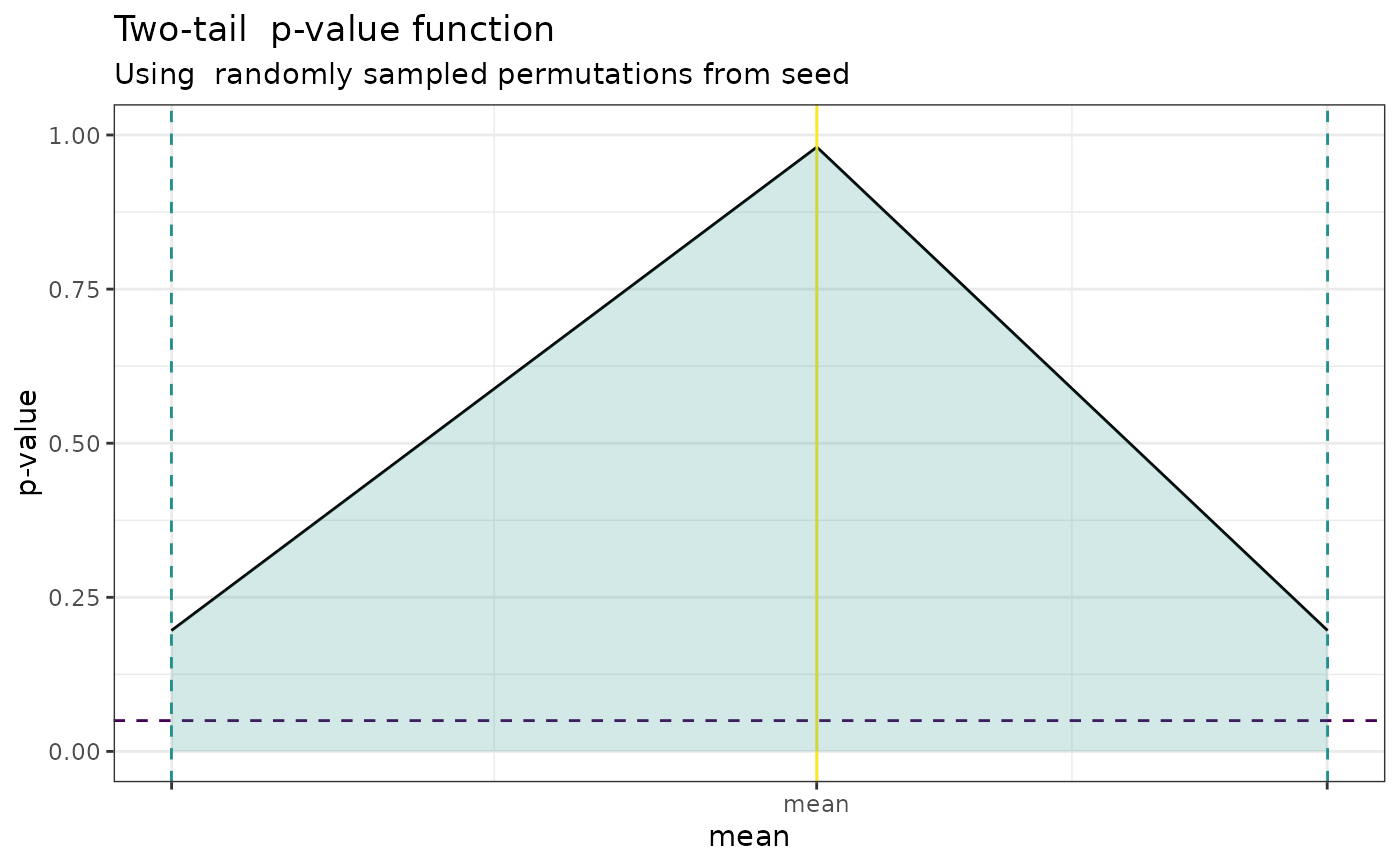 Two-tail  p-value function
Using  randomly sampled permutations from seed
1.00
0.75
0.50
0.25
0.00
p-value
mean
mean